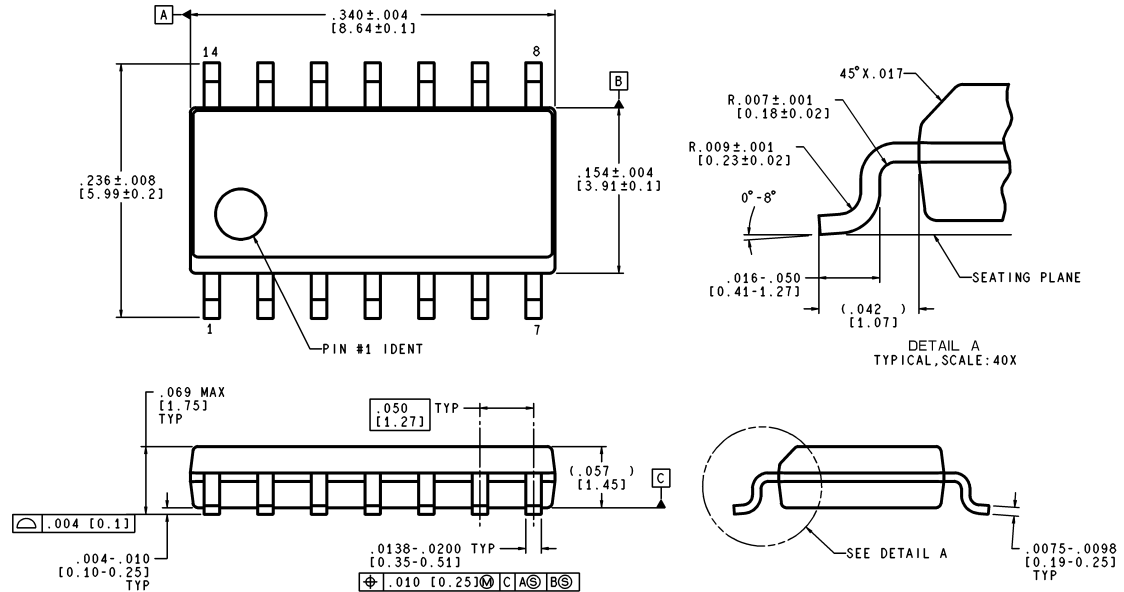 A
.340±.004
[8.64±0.1]
14
8
B
.236±.008
[5.99±0.2]
.154±.004
[3.91±0.1]
1
7
PIN #1 IDENT
45°X.017
R.007±.001
[0.18±0.02]
R.009±.001
[0.23±0.02]
0°-8°
SEATING PLANE
.016-.050
[0.41-1.27]
(.042 )
[1.07]
DETAIL A
TYPICAL,SCALE:40X
.069 MAX
[1.75]
TYP
.050
[1.27]
TYP
(.057 )
[1.45]
C
.004 [0.1]
.004-.010
[0.10-0.25]
TYP
.0138-.0200 TYP
[0.35-0.51]
⌖ .010 [0.25]Ⓜ C AⓈ BⓈ
SEE DETAIL A
.0075-.0098
[0.19-0.25]
TYP